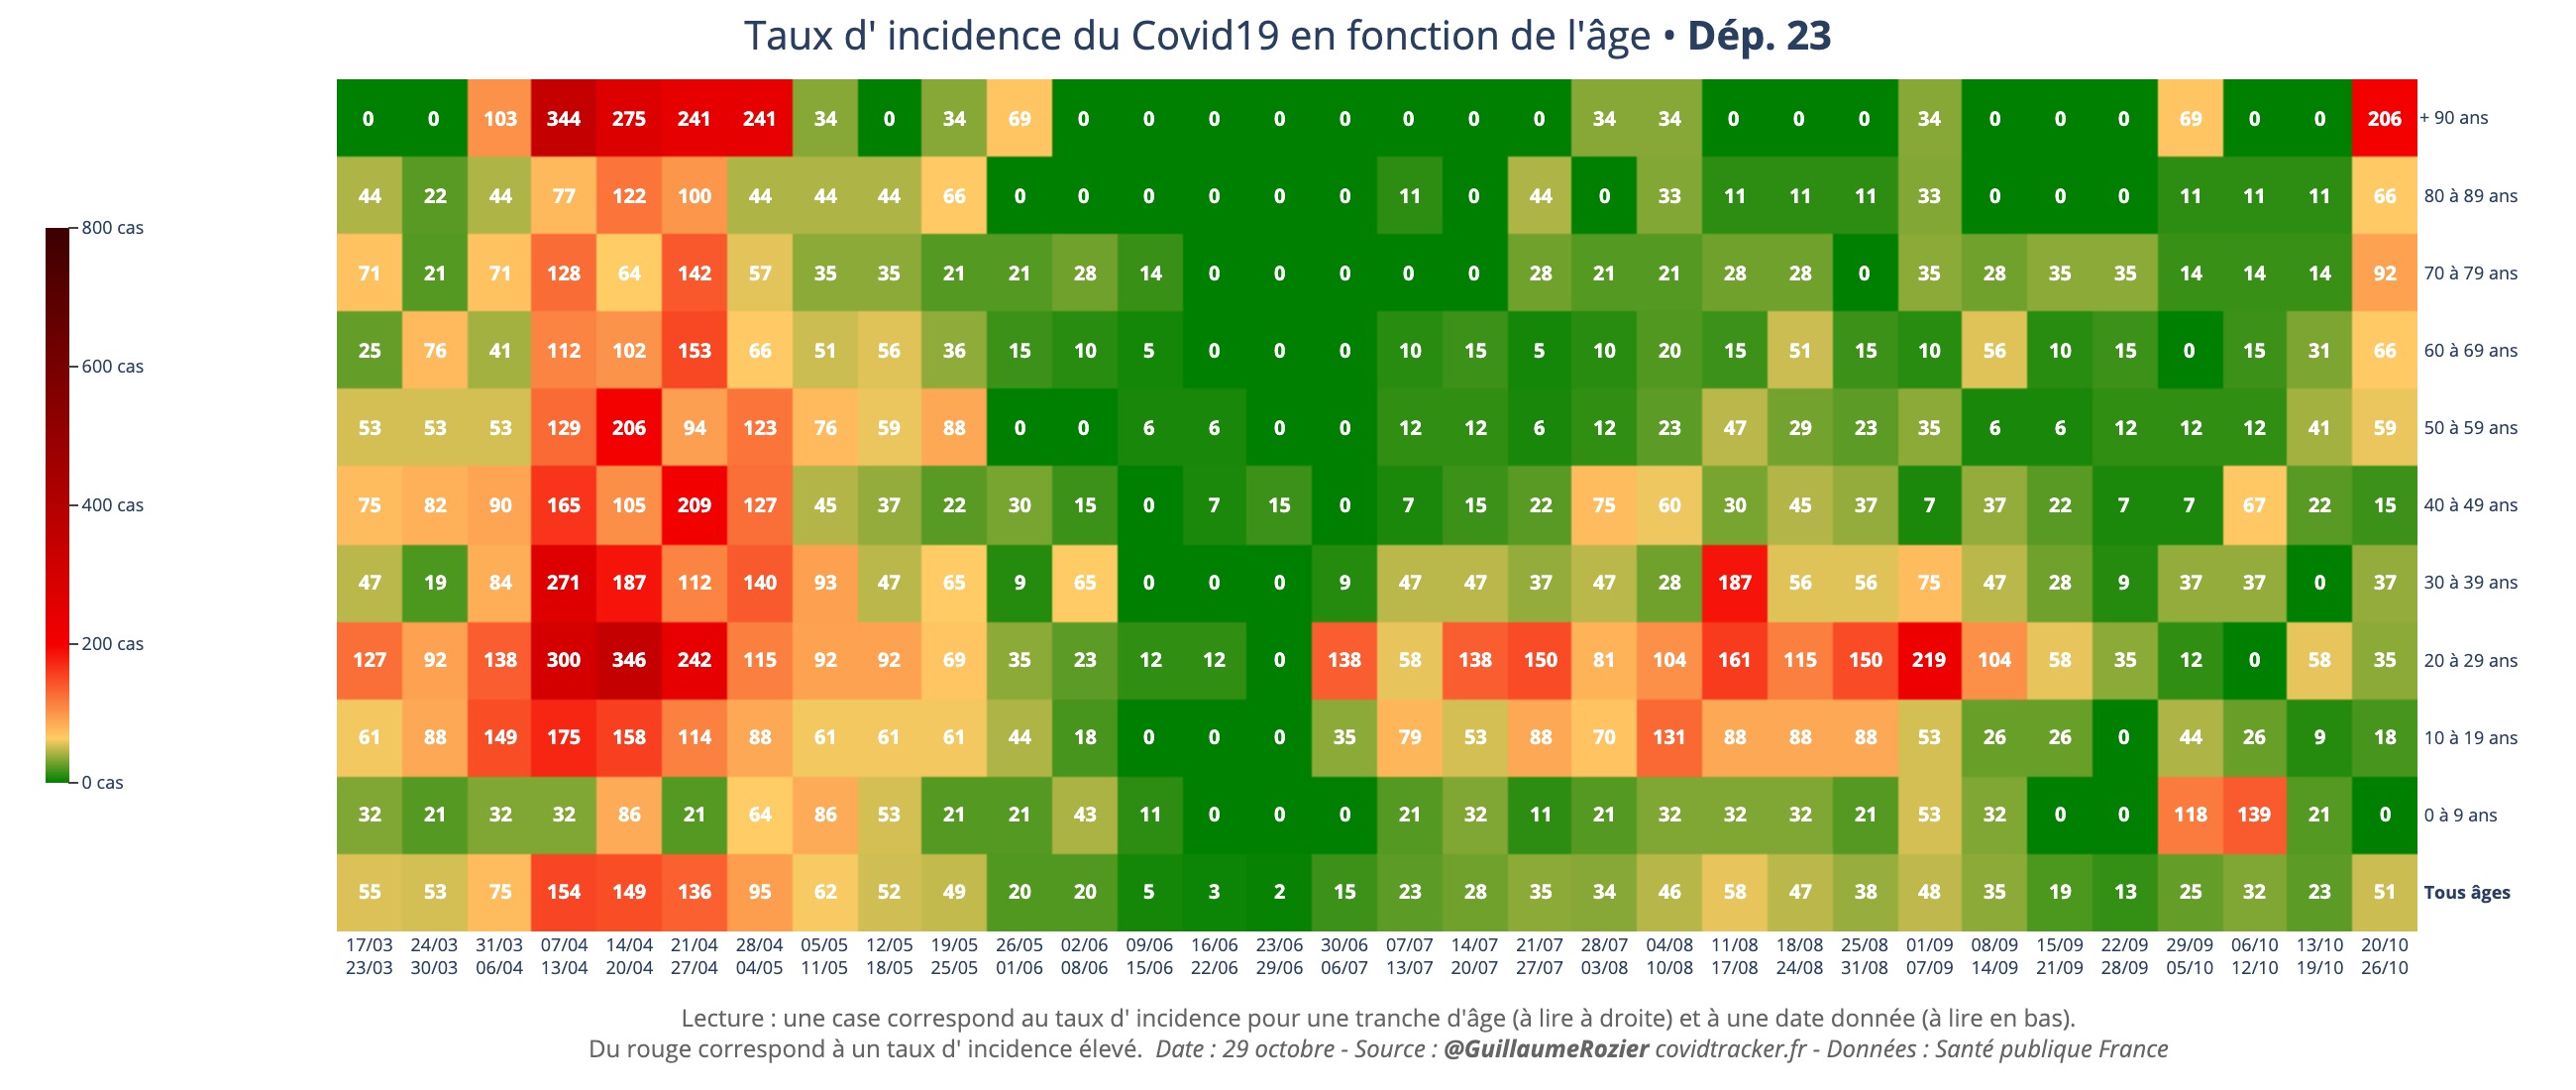 Taux d' incidence du Covid19 en fonction de l'âge • Dép. 23
800 cas
600 cas
400 cas
200 cas
0 cas
0 0 103 344 275 241 241 34 0 34 69 0 0 0 0 0 0 0 0 34 34 0 0 0 34 0 0 0 69 0 0 206 + 90 ans
44 22 44 77 122 100 44 44 44 66 0 0 0 0 0 0 11 0 44 0 33 11 11 11 33 0 0 0 11 11 11 66 80 à 89 ans
71 21 71 128 64 142 57 35 35 21 21 28 14 0 0 0 0 0 28 21 21 28 28 0 35 28 35 35 14 14 14 92 70 à 79 ans
25 76 41 112 102 153 66 51 56 36 15 10 5 0 0 0 10 15 5 10 20 15 51 15 10 56 10 15 0 15 31 66 60 à 69 ans
53 53 53 129 206 94 123 76 59 88 0 0 6 6 0 0 12 12 6 12 23 47 29 23 35 6 6 12 12 12 41 59 50 à 59 ans
75 82 90 165 105 209 127 45 37 22 30 15 0 7 15 0 7 15 22 75 60 30 45 37 7 37 22 7 7 67 22 15 40 à 49 ans
47 19 84 271 187 112 140 93 47 65 9 65 0 0 0 9 47 47 37 47 28 187 56 56 75 47 28 9 37 37 0 37 30 à 39 ans
127 92 138 300 346 242 115 92 92 69 35 23 12 12 0 138 58 138 150 81 104 161 115 150 219 104 58 35 12 0 58 35 20 à 29 ans
61 88 149 175 158 114 88 61 61 61 44 18 0 0 0 35 79 53 88 70 131 88 88 88 53 26 26 0 44 26 9 18 10 à 19 ans
32 21 32 32 86 21 64 86 53 21 21 43 11 0 0 0 21 32 11 21 32 32 32 21 53 32 0 0 118 139 21 0 0 à 9 ans
55 53 75 154 149 136 95 62 52 49 20 20 5 3 2 15 23 28 35 34 46 58 47 38 48 35 19 13 25 32 23 51 Tous âges
17/03 24/03 31/03 07/04 14/04 21/04 28/04 05/05 12/05 19/05 26/05 02/06 09/06 16/06 23/06 30/06 07/07 14/07 21/07 28/07 04/08 11/08 18/08 25/08 01/09 08/09 15/09 22/09 29/09 06/10 13/10 20/10
23/03 30/03 06/04 13/04 20/04 27/04 04/05 11/05 18/05 25/05 01/06 08/06 15/06 22/06 29/06 06/07 13/07 20/07 27/07 03/08 10/08 17/08 24/08 31/08 07/09 14/09 21/09 28/09 05/10 12/10 19/10 26/10
Lecture : une case correspond au taux d' incidence pour une tranche d'âge (à lire à droite) et à une date donnée (à lire en bas).
Du rouge correspond à un taux d' incidence élevé. Date : 29 octobre - Source : @GuillaumeRozier covidtracker.fr - Données : Santé publique France